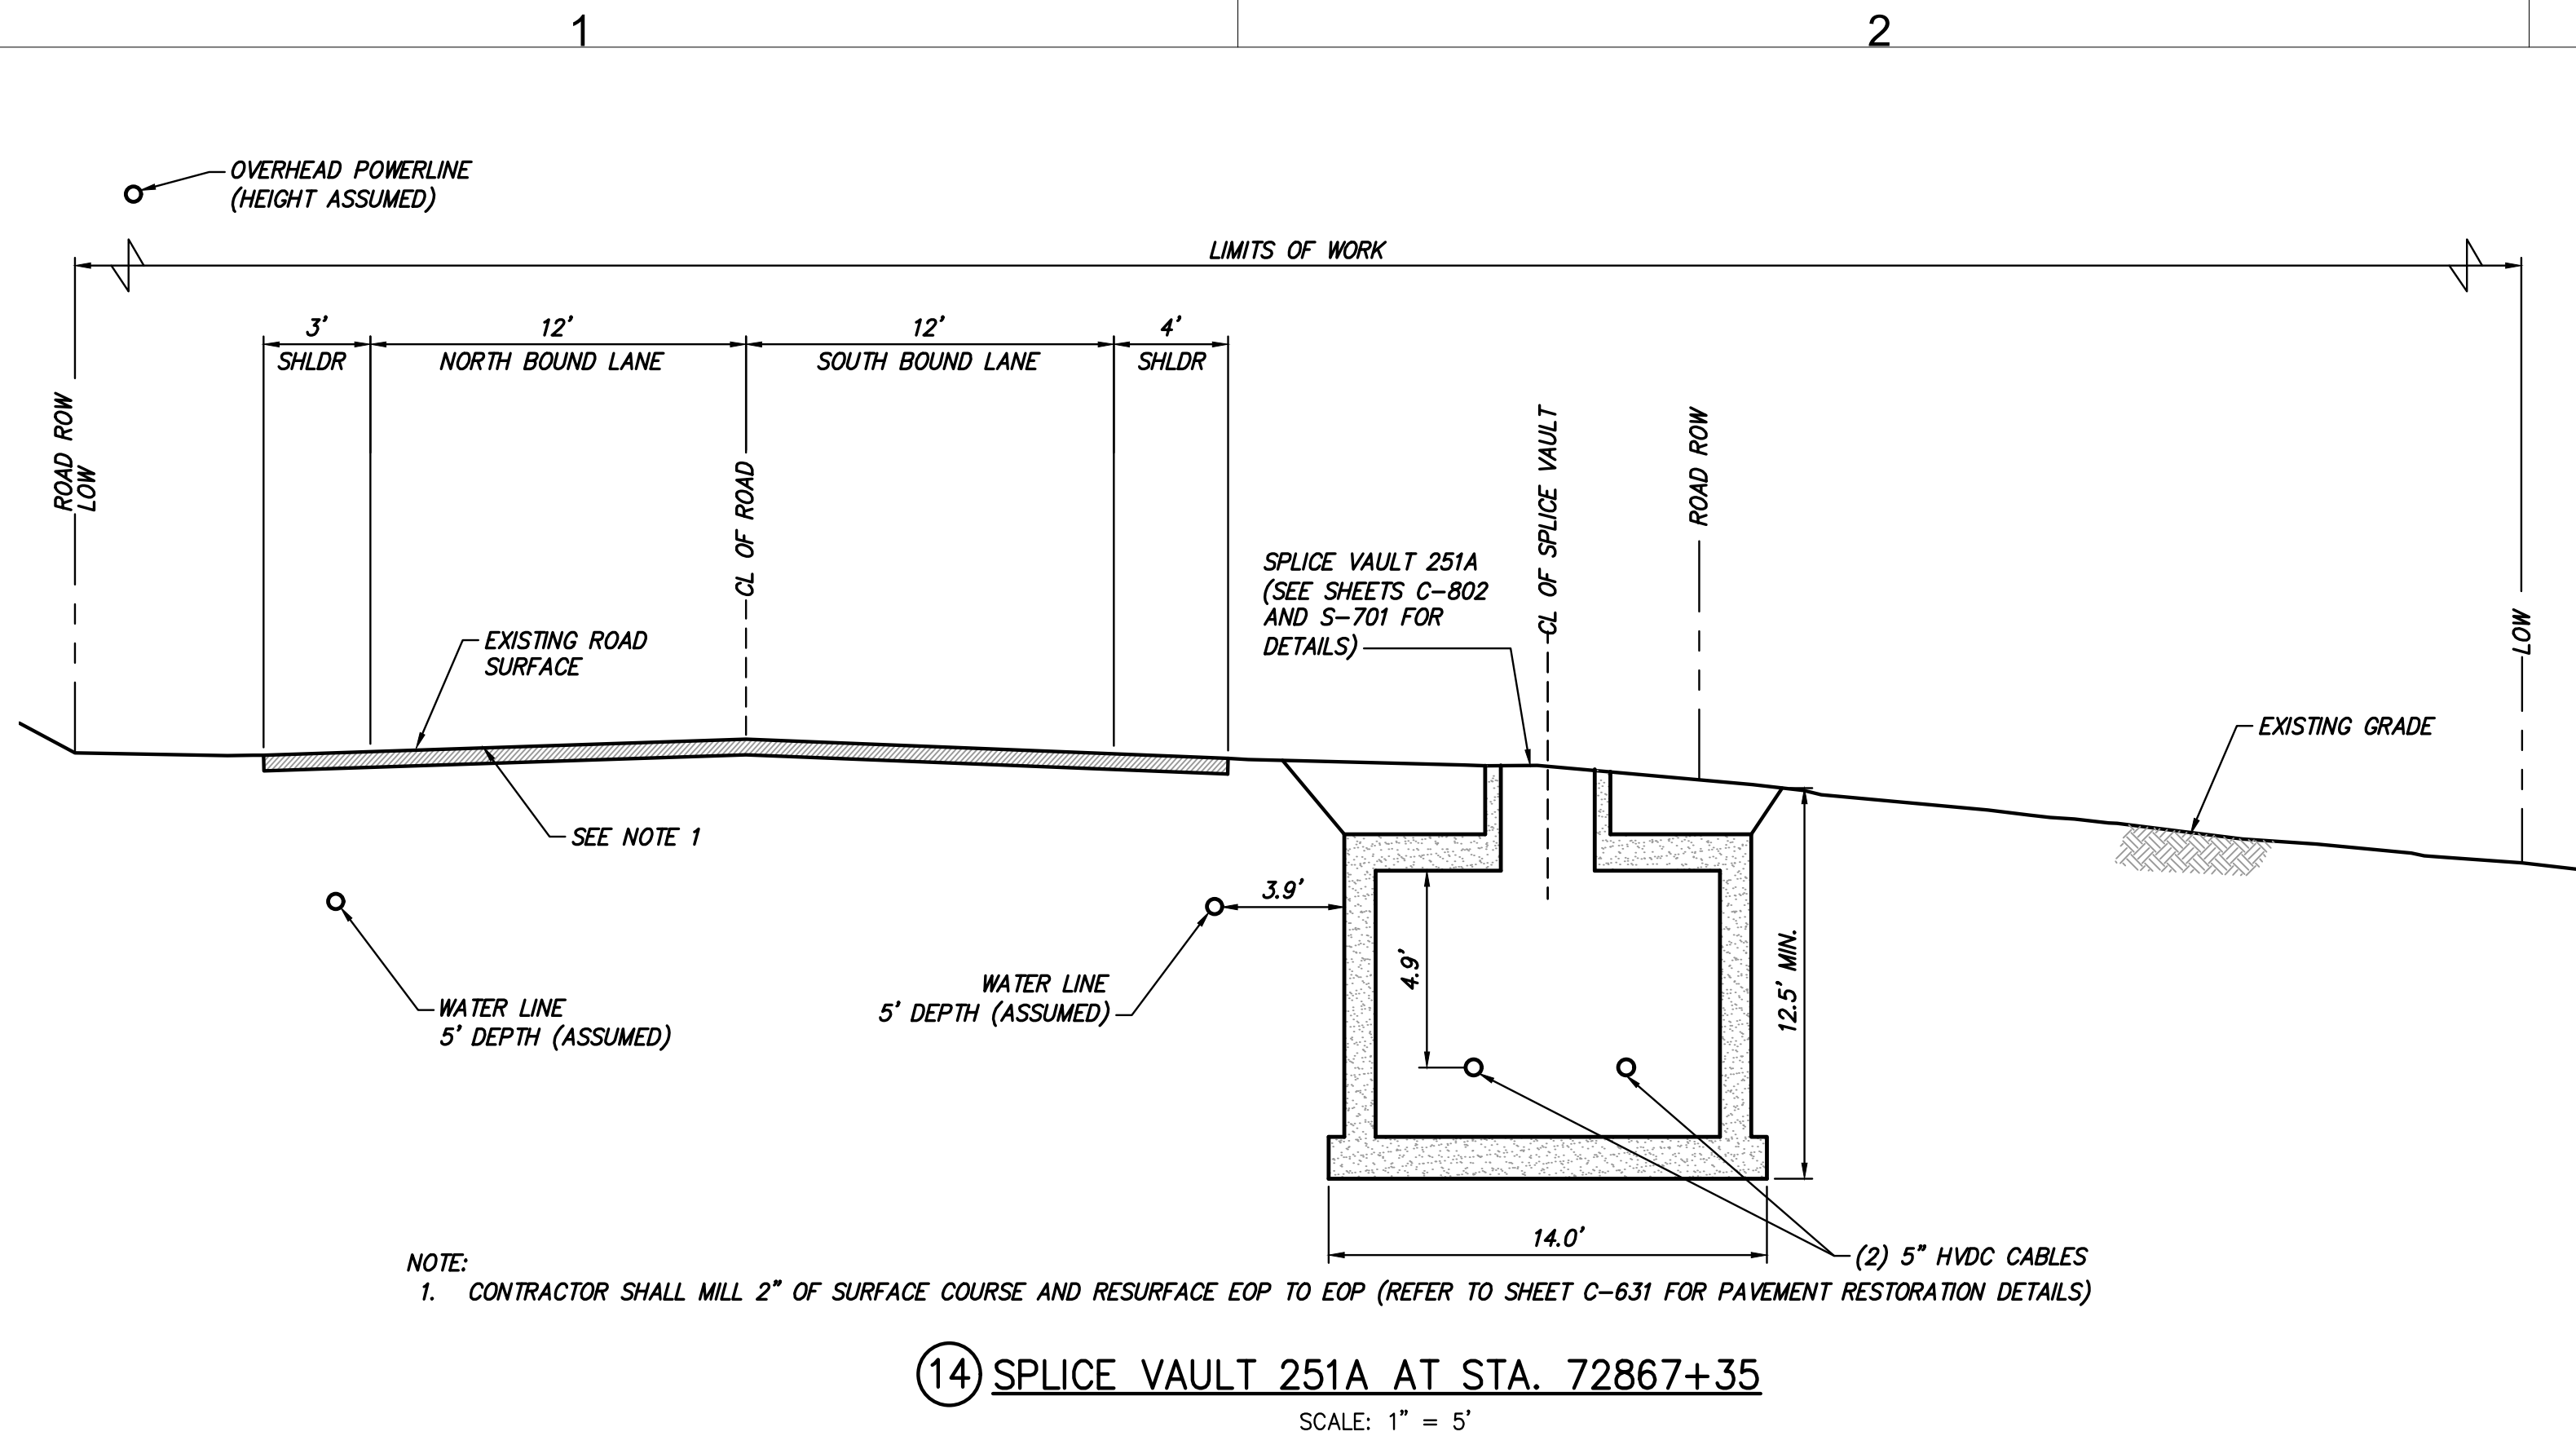 1
2
OVERHEAD POWERLINE
(HEIGHT ASSUMED)
LIMITS OF WORK
3' 12' 12' 4'
SHLDR NORTH BOUND LANE SOUTH BOUND LANE SHLDR
ROAD ROW
LOW
CL OF ROAD
CL OF SPLICE VAULT
ROAD ROW
LOW
SPLICE VAULT 251A
(SEE SHEETS C-802
AND S-701 FOR
DETAILS)
EXISTING ROAD
SURFACE
EXISTING GRADE
SEE NOTE 1
3.9'
4.9'
12.5' MIN.
WATER LINE
5' DEPTH (ASSUMED)
WATER LINE
5' DEPTH (ASSUMED)
14.0'
(2) 5" HVDC CABLES
NOTE:
1. CONTRACTOR SHALL MILL 2" OF SURFACE COURSE AND RESURFACE EOP TO EOP (REFER TO SHEET C-631 FOR PAVEMENT RESTORATION DETAILS)
14 SPLICE VAULT 251A AT STA. 72867+35
SCALE: 1" = 5'